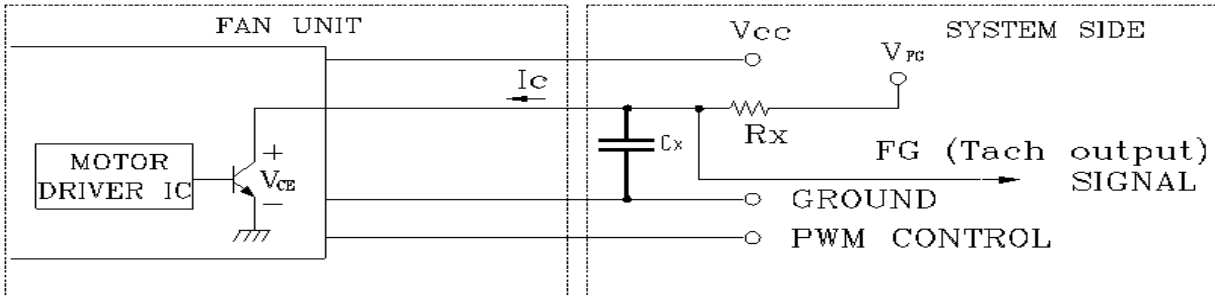 FAN UNIT
SYSTEM SIDE
Vcc
VFG
Ic
Rx
Cx
FG (Tach output)
SIGNAL
MOTOR
DRIVER IC
+
VCE
−
GROUND
PWM CONTROL